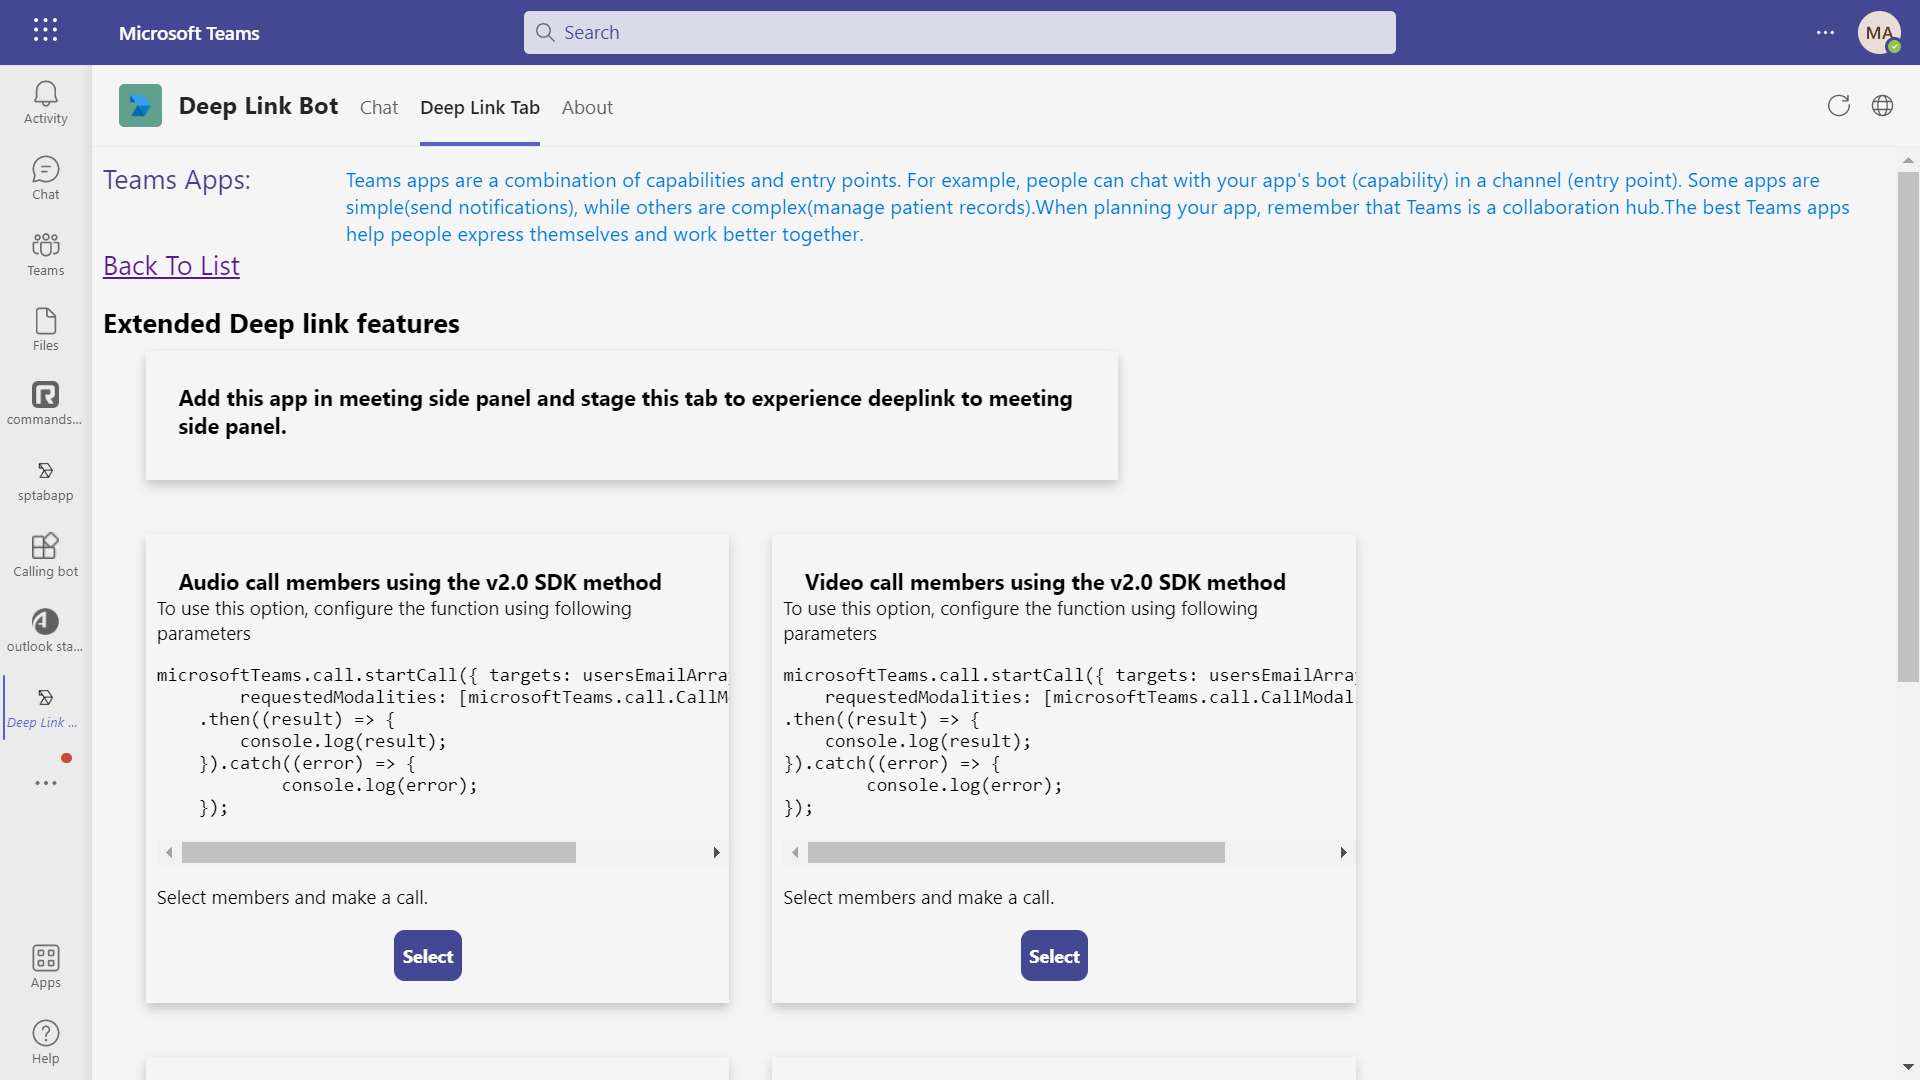 Microsoft Teams
Search
MA
Activity
Chat
Teams
Files
commands...
sptabapp
Calling bot
outlook sta...
Deep Link ...
Apps
Help
Deep Link Bot
Chat
Deep Link Tab
About
Teams Apps:
Teams apps are a combination of capabilities and entry points. For example, people can chat with your app's bot (capability) in a channel (entry point). Some apps are
simple(send notifications), while others are complex(manage patient records).When planning your app, remember that Teams is a collaboration hub.The best Teams apps
help people express themselves and work better together.
Back To List
Extended Deep link features
Add this app in meeting side panel and stage this tab to experience deeplink to meeting
side panel.
Audio call members using the v2.0 SDK method
To use this option, configure the function using following
parameters
microsoftTeams.call.startCall({ targets: usersEmailArray
requestedModalities: [microsoftTeams.call.CallM
.then((result) => {
console.log(result);
}).catch((error) => {
console.log(error);
});
Select members and make a call.
Select
Video call members using the v2.0 SDK method
To use this option, configure the function using following
parameters
microsoftTeams.call.startCall({ targets: usersEmailArray
requestedModalities: [microsoftTeams.call.CallModal
.then((result) => {
console.log(result);
}).catch((error) => {
console.log(error);
});
Select members and make a call.
Select